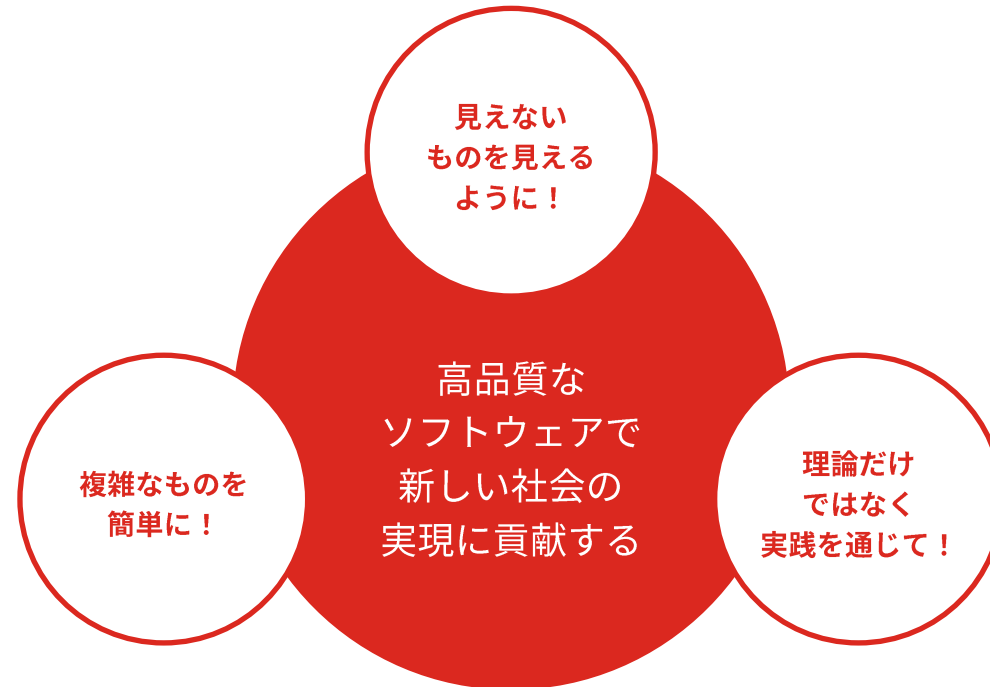 見えない
ものを見える
ように！
高品質な
ソフトウェアで
新しい社会の
実現に貢献する
複雑なものを
簡単に！
理論だけ
ではなく
実践を通じて！